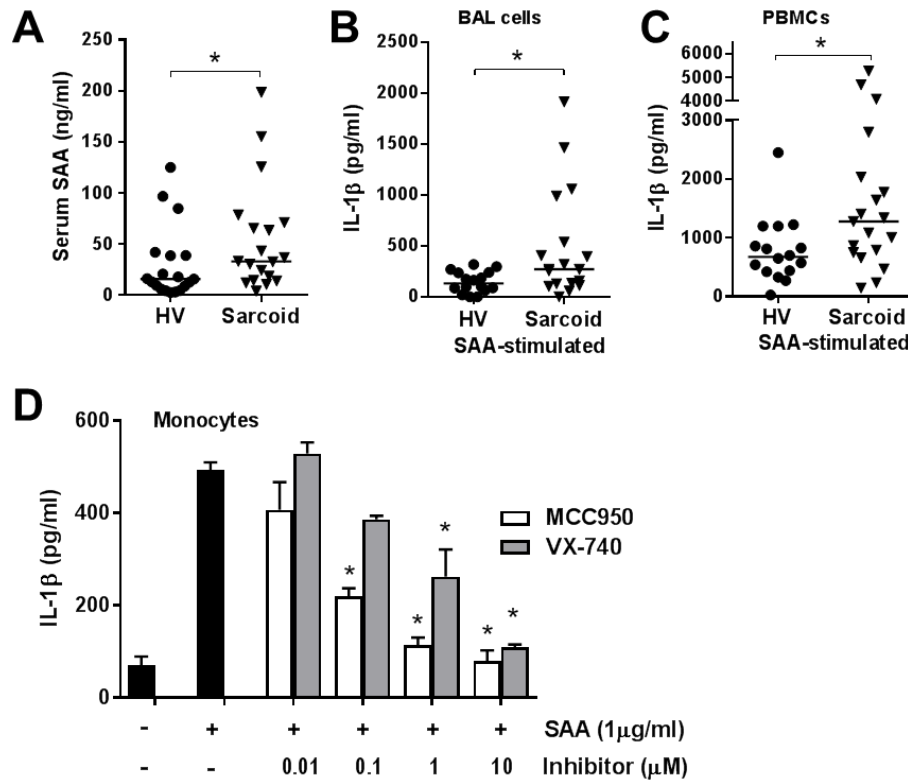 A
Serum SAA (ng/ml)
250
200
150
100
50
0
*
HV
Sarcoid
B
BAL cells
IL-1β (pg/ml)
2500
2000
1500
1000
500
0
*
HV
Sarcoid
SAA-stimulated
C
PBMCs
IL-1β (pg/ml)
6000
5000
4000
3000
2000
1000
0
*
HV
Sarcoid
SAA-stimulated
D
Monocytes
IL-1β (pg/ml)
600
400
200
0
MCC950
VX-740
* * * * *
- + + + + + SAA (1μg/ml)
- - 0.01 0.1 1 10 Inhibitor (μM)